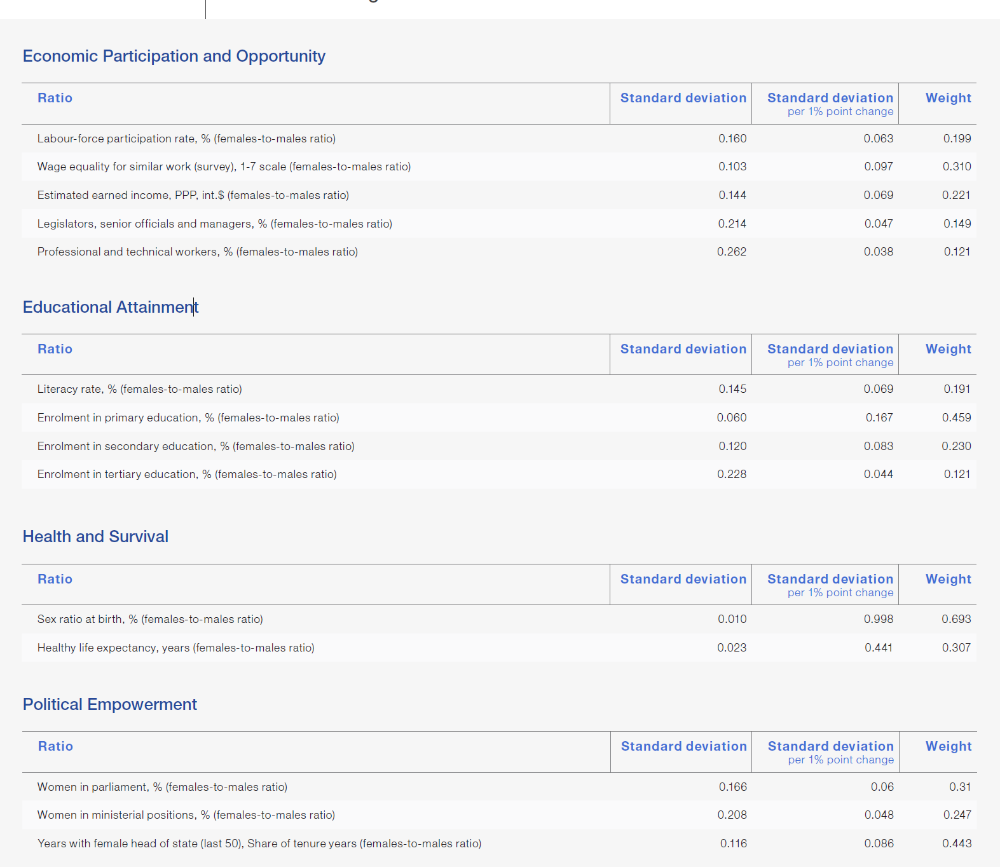 Economic Participation and Opportunity
Ratio Standard deviation Standard deviation Weight
per 1% point change
Labour-force participation rate, % (females-to-males ratio) 0.160 0.063 0.199
Wage equality for similar work (survey), 1-7 scale (females-to-males ratio) 0.103 0.097 0.310
Estimated earned income, PPP, int.$ (females-to-males ratio) 0.144 0.069 0.221
Legislators, senior officials and managers, % (females-to-males ratio) 0.214 0.047 0.149
Professional and technical workers, % (females-to-males ratio) 0.262 0.038 0.121
Educational Attainment
Ratio Standard deviation Standard deviation Weight
per 1% point change
Literacy rate, % (females-to-males ratio) 0.145 0.069 0.191
Enrolment in primary education, % (females-to-males ratio) 0.060 0.167 0.459
Enrolment in secondary education, % (females-to-males ratio) 0.120 0.083 0.230
Enrolment in tertiary education, % (females-to-males ratio) 0.228 0.044 0.121
Health and Survival
Ratio Standard deviation Standard deviation Weight
per 1% point change
Sex ratio at birth, % (females-to-males ratio) 0.010 0.998 0.693
Healthy life expectancy, years (females-to-males ratio) 0.023 0.441 0.307
Political Empowerment
Ratio Standard deviation Standard deviation Weight
per 1% point change
Women in parliament, % (females-to-males ratio) 0.166 0.06 0.31
Women in ministerial positions, % (females-to-males ratio) 0.208 0.048 0.247
Years with female head of state (last 50), Share of tenure years (females-to-males ratio) 0.116 0.086 0.443